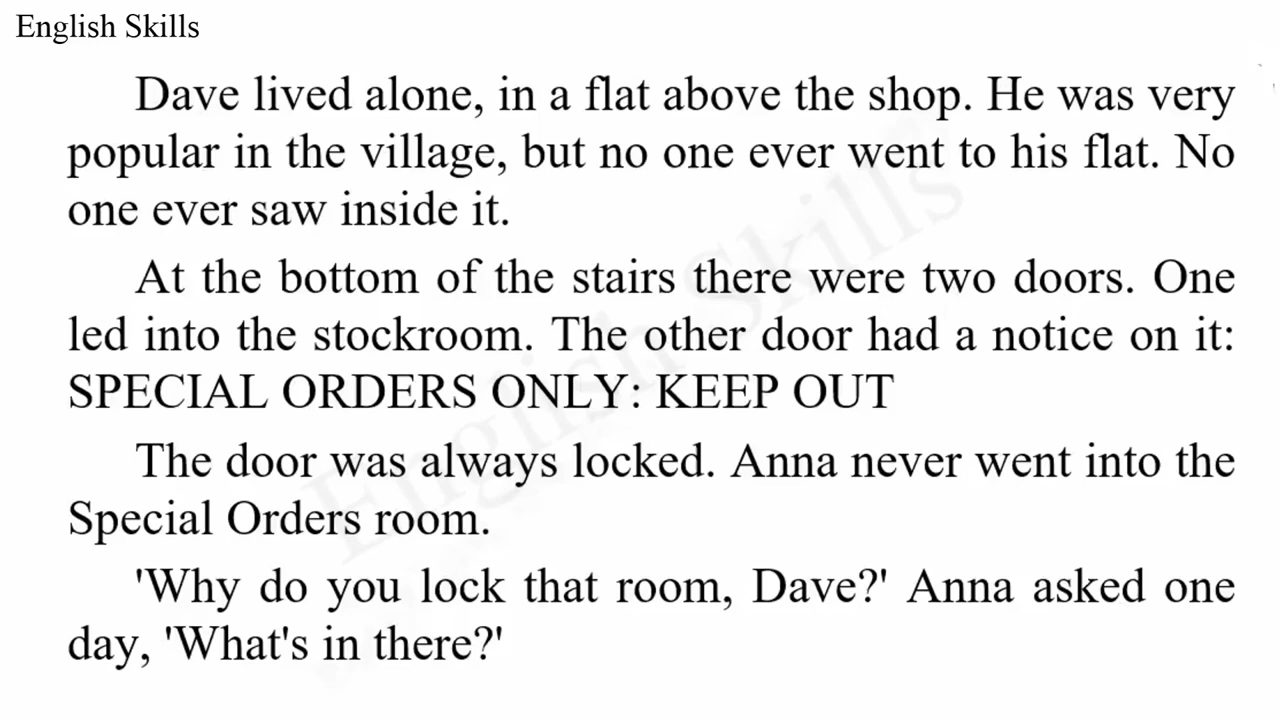 English Skills
Dave lived alone, in a flat above the shop. He was very
popular in the village, but no one ever went to his flat. No
one ever saw inside it.
At the bottom of the stairs there were two doors. One
led into the stockroom. The other door had a notice on it:
SPECIAL ORDERS ONLY: KEEP OUT
The door was always locked. Anna never went into the
Special Orders room.
'Why do you lock that room, Dave?' Anna asked one
day, 'What's in there?'
English Skills